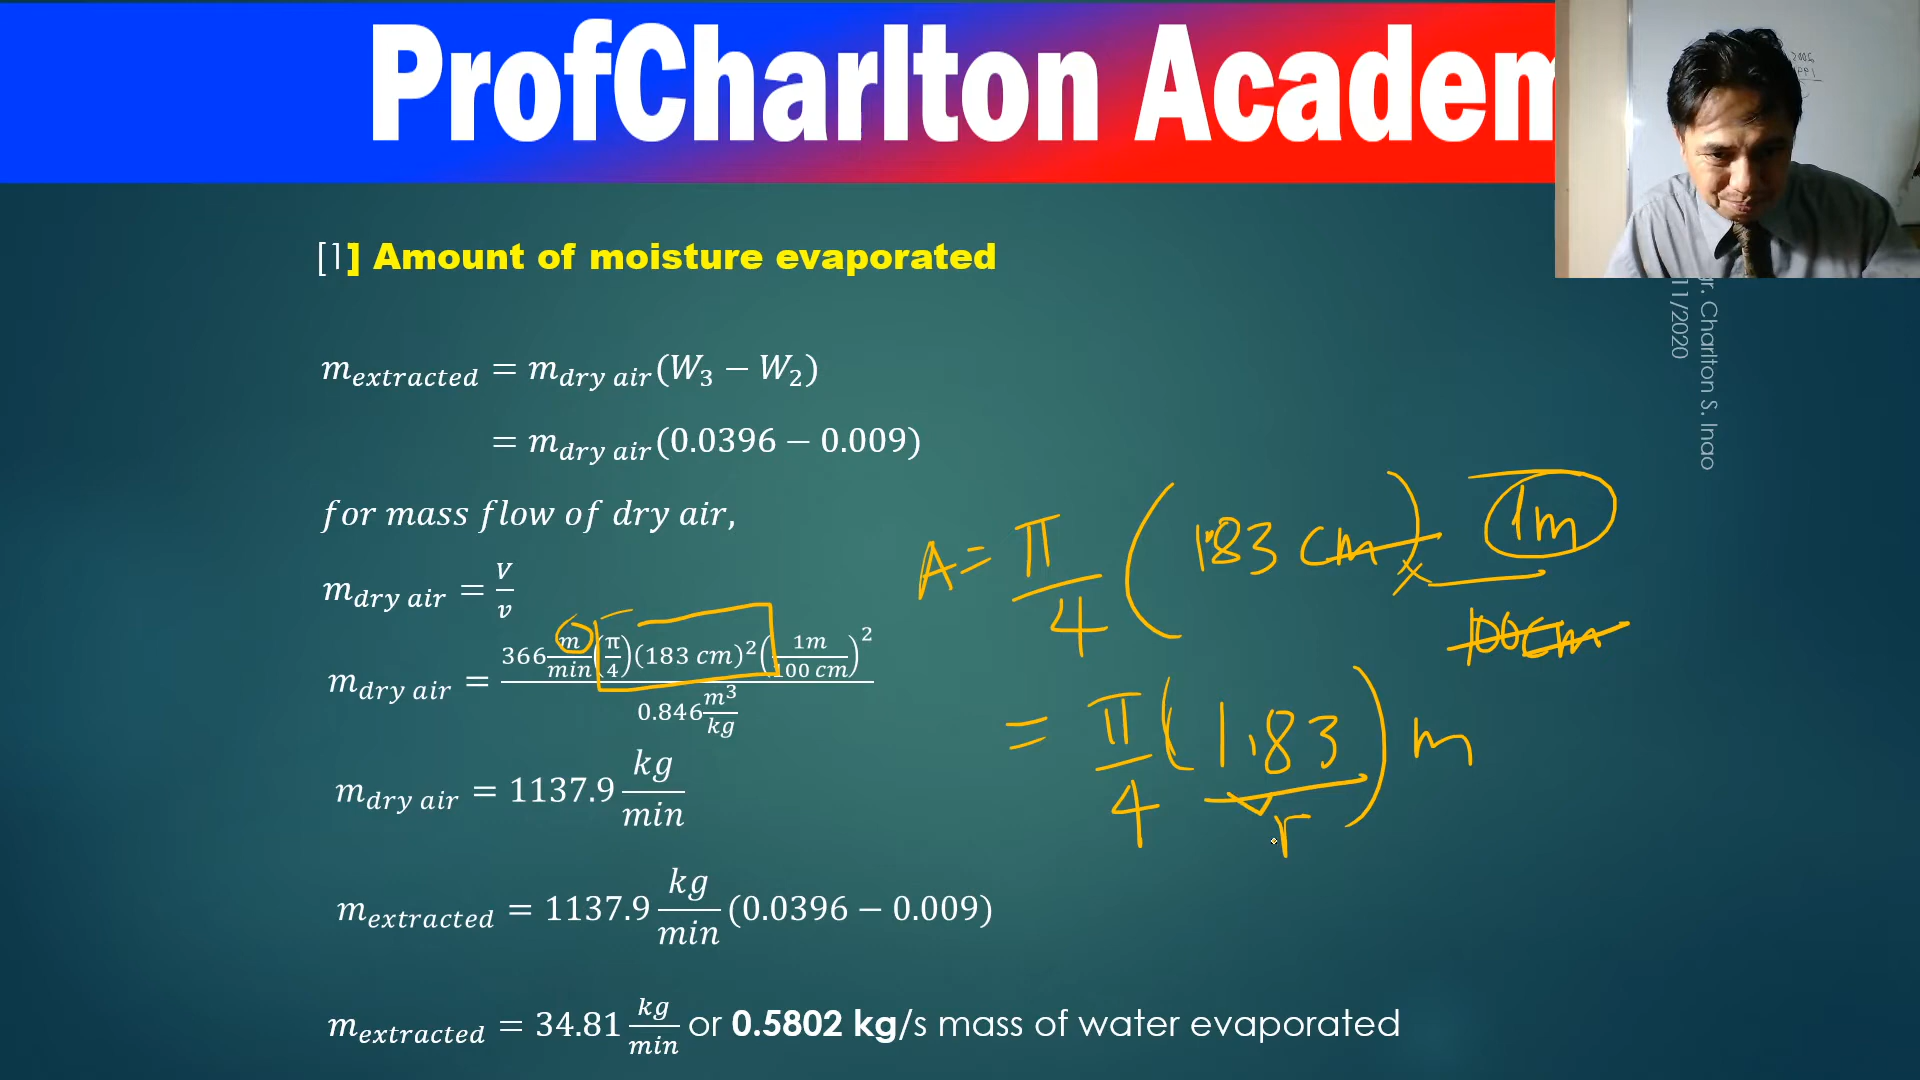 ProfCharlton Academ
[1] Amount of moisture evaporated
m_extracted = m_dry air(W₃ − W₂)
= m_dry air(0.0396 − 0.009)
for mass flow of dry air,
m_dry air = V/v
m_dry air = 366 m/min (π/4)(183 cm)²(1m/100 cm)² / 0.846 m³/kg
m_dry air = 1137.9 kg/min
m_extracted = 1137.9 kg/min (0.0396 − 0.009)
m_extracted = 34.81 kg/min or 0.5802 kg/s mass of water evaporated
A = π/4 (183 cm) × 1m/100cm
= π/4 (1.83) m
r
r. Charlton S. Inao
11/2020